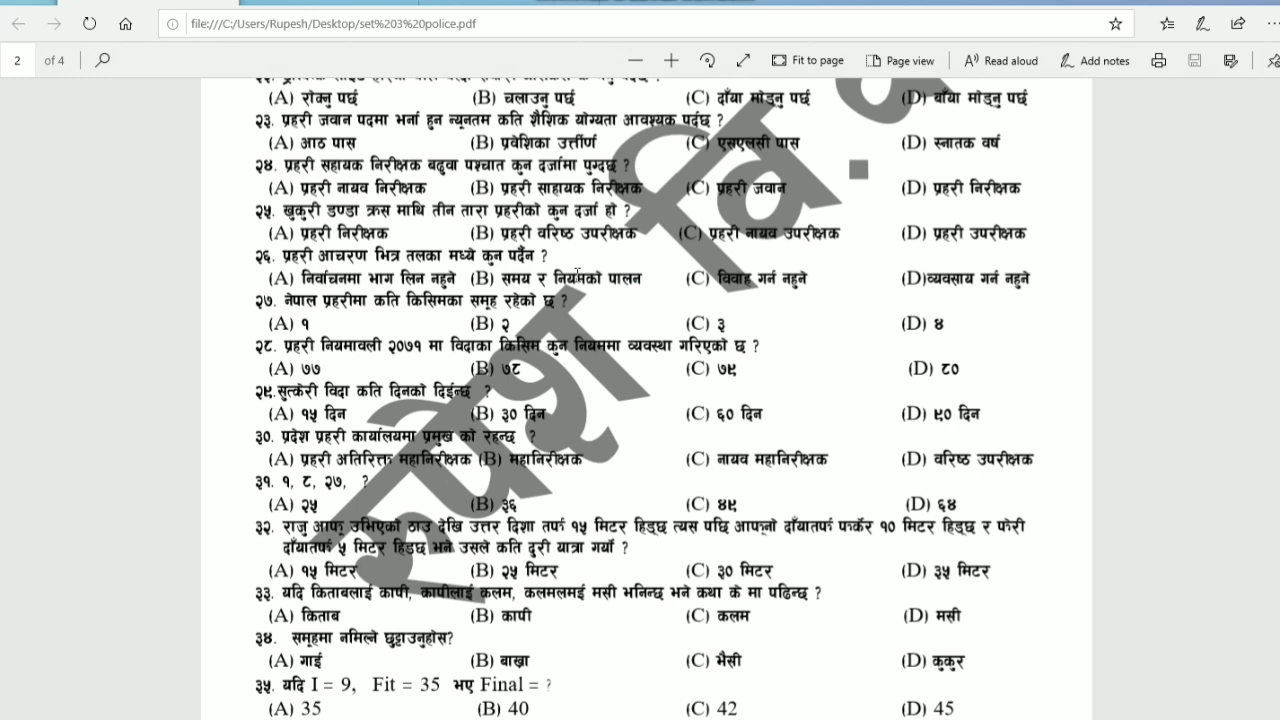 file:///C:/Users/Rupesh/Desktop/set%203%20police.pdf
2 of 4 Fit to page Page view Read aloud Add notes
(A) रोक्नु पर्छ (B) चलाउनु पर्छ (C) दाँया मोड्नु पर्छ (D) बाँया मोड्नु पर्छ
२३. प्रहरी जवान पदमा भर्ना हुन न्यूनतम कति शैशिक योग्यता आवश्यक पर्दछ ?
(A) आठ पास (B) प्रवेशिका उर्त्तीर्ण (C) एसएलसी पास (D) स्नातक वर्ष
२४. प्रहरी सहायक निरीक्षक बढुवा पश्चात कुन दर्जामा पुग्दछ ?
(A) प्रहरी नायव निरीक्षक (B) प्रहरी साहायक निरीक्षक (C) प्रहरी जवान (D) प्रहरी निरीक्षक
२५. खुकुरी डण्डा क्रस माथि तीन तारा प्रहरीको कुन दर्जा हो ?
(A) प्रहरी निरीक्षक (B) प्रहरी वरिष्ठ उपरीक्षक (C) प्रहरी नायव उपरीक्षक (D) प्रहरी उपरीक्षक
२६. प्रहरी आचरण भित्र तलका मध्ये कुन पर्दैन ?
(A) निर्वाचनमा भाग लिन नहुने (B) समय र नियमको पालन (C) विवाह गर्न नहुने (D)व्यवसाय गर्न नहुने
२७. नेपाल प्रहरीमा कति किसिमका समूह रहेको छ ?
(A) १ (B) २ (C) ३ (D) ४
२८. प्रहरी नियमावली २०७१ मा विदाका किसिम कुन नियममा व्यवस्था गरिएको छ ?
(A) ७७ (B) ७८ (C) ७९ (D) ८०
२९.सुत्केरी विदा कति दिनको दिईन्छ ?
(A) १५ दिन (B) ३० दिन (C) ६० दिन (D) ९० दिन
३०. प्रदेश प्रहरी कार्यालयमा प्रमुख को रहन्छ ?
(A) प्रहरी अतिरिक्त महानिरीक्षक (B) महानिरीक्षक (C) नायव महानिरीक्षक (D) वरिष्ठ उपरीक्षक
३१. १, ८, २७, ?
(A) २५ (B) ३६ (C) ४९ (D) ६४
३२. राजु आफु उभिएको ठाउ देखि उत्तर दिशा तर्फ १५ मिटर हिड्छ त्यस पछि आफ्नो दाँयातर्फ फर्केर १० मिटर हिड्छ र फेरी
दाँयातर्फ ५ मिटर हिड्छ भने उसले कति दुरी यात्रा गर्यो ?
(A) १५ मिटर (B) २५ मिटर (C) ३० मिटर (D) ३५ मिटर
३३. यदि किताबलाई कापी, कापीलाई कलम, कलमलमई मसी भनिन्छ भने कथा के मा पढिन्छ ?
(A) किताब (B) कापी (C) कलम (D) मसी
३४. समूहमा नमिल्ने छुट्टाउनुहोस?
(A) गाई (B) बाख्रा (C) भैसी (D) कुकुर
३५. यदि I = 9, Fit = 35 भए Final = ?
(A) 35 (B) 40 (C) 42 (D) 45